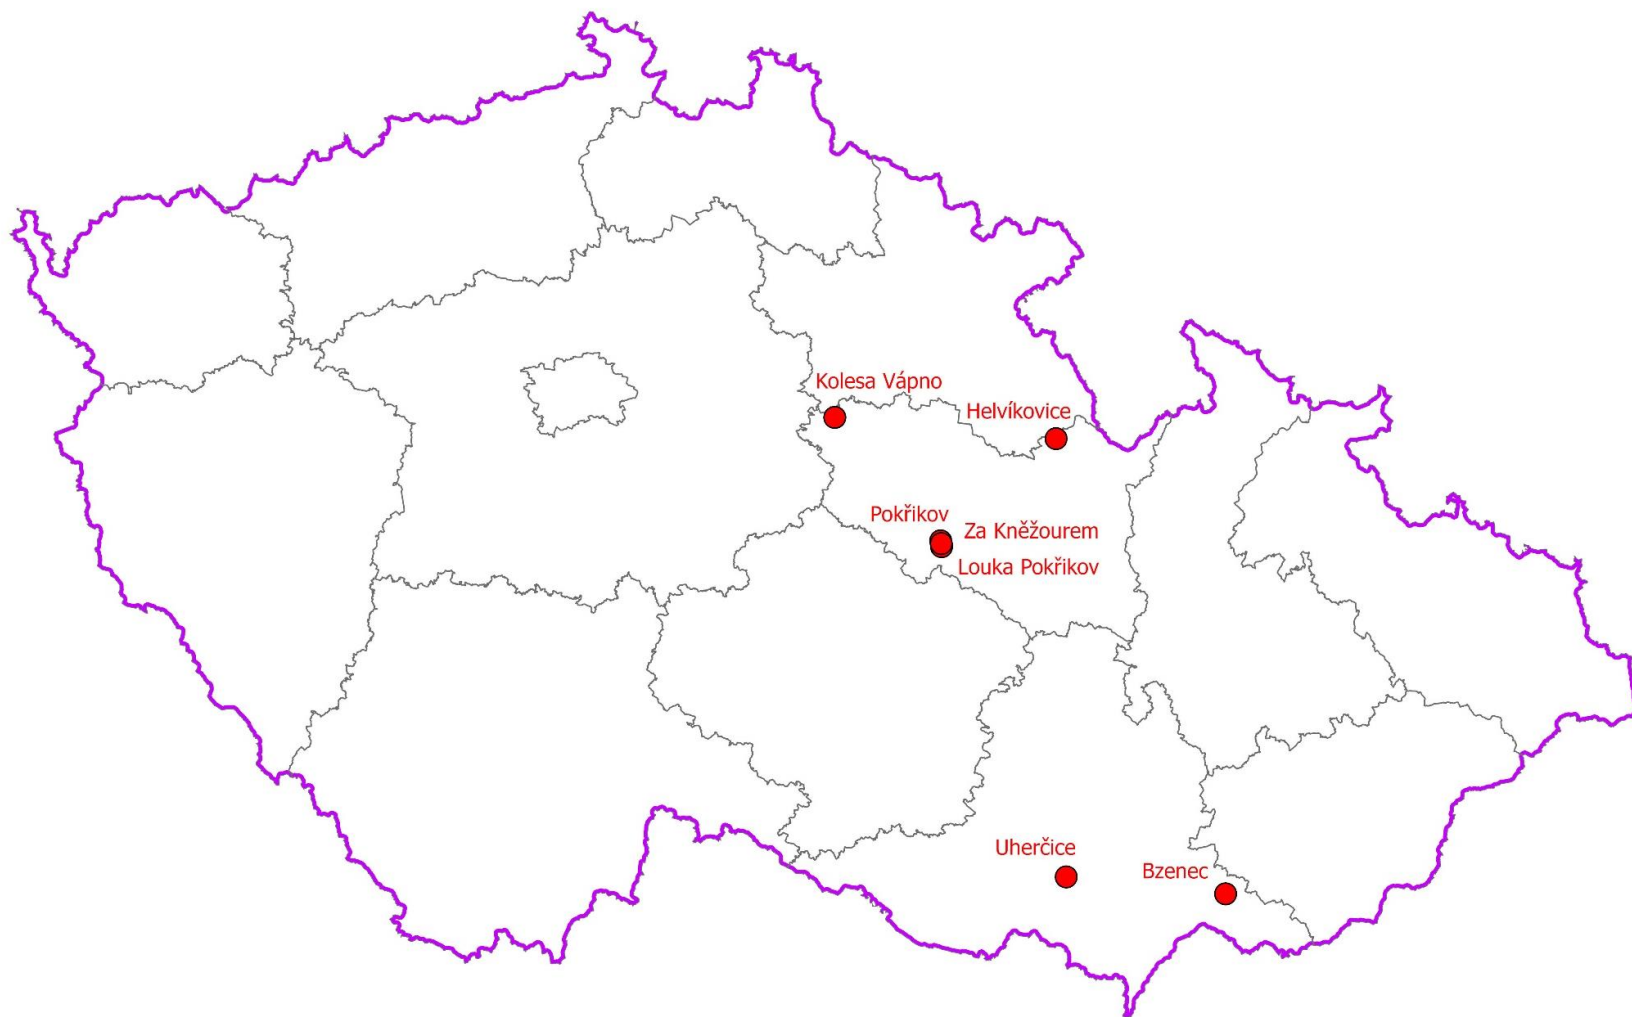 Kolesa Vápno
Helvíkovice
Pokřikov
Za Kněžourem
Louka Pokřikov
Uherčice
Bzenec